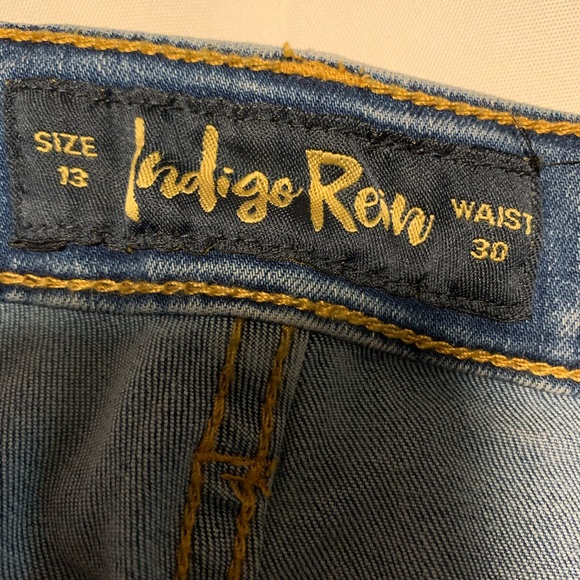 SIZE
13
Indigo Rein
WAIST
30